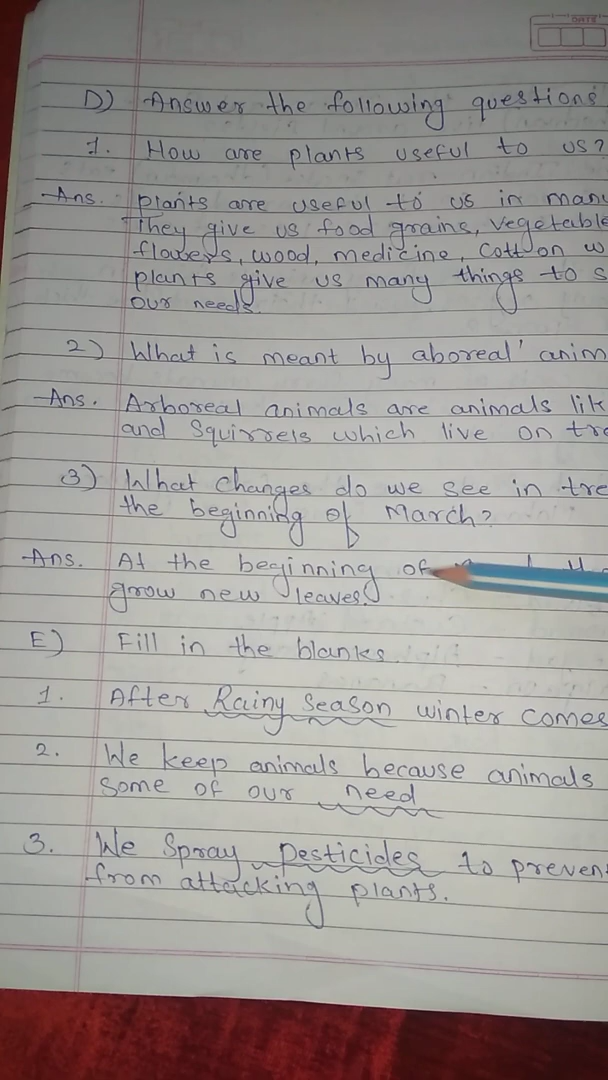 DATE
D) Answer the following questions
1. How are plants useful to us?
Ans. plants are useful to us in many
They give us food grains, vegetable
flowers, wood, medicine, Cotton w
plants give us many things to s
our needs.
2) What is meant by aboreal' anim
Ans. Arboreal animals are animals lik
and Squirrels which live on tre
3) What changes do we see in tre
the beginning of March?
Ans. At the beginning of
grow new leaves.
E) Fill in the blanks.
1. After Rainy season winter comes
2. We keep animals because animals
some of our need
3. We Spray pesticides to preven
from attacking plants.